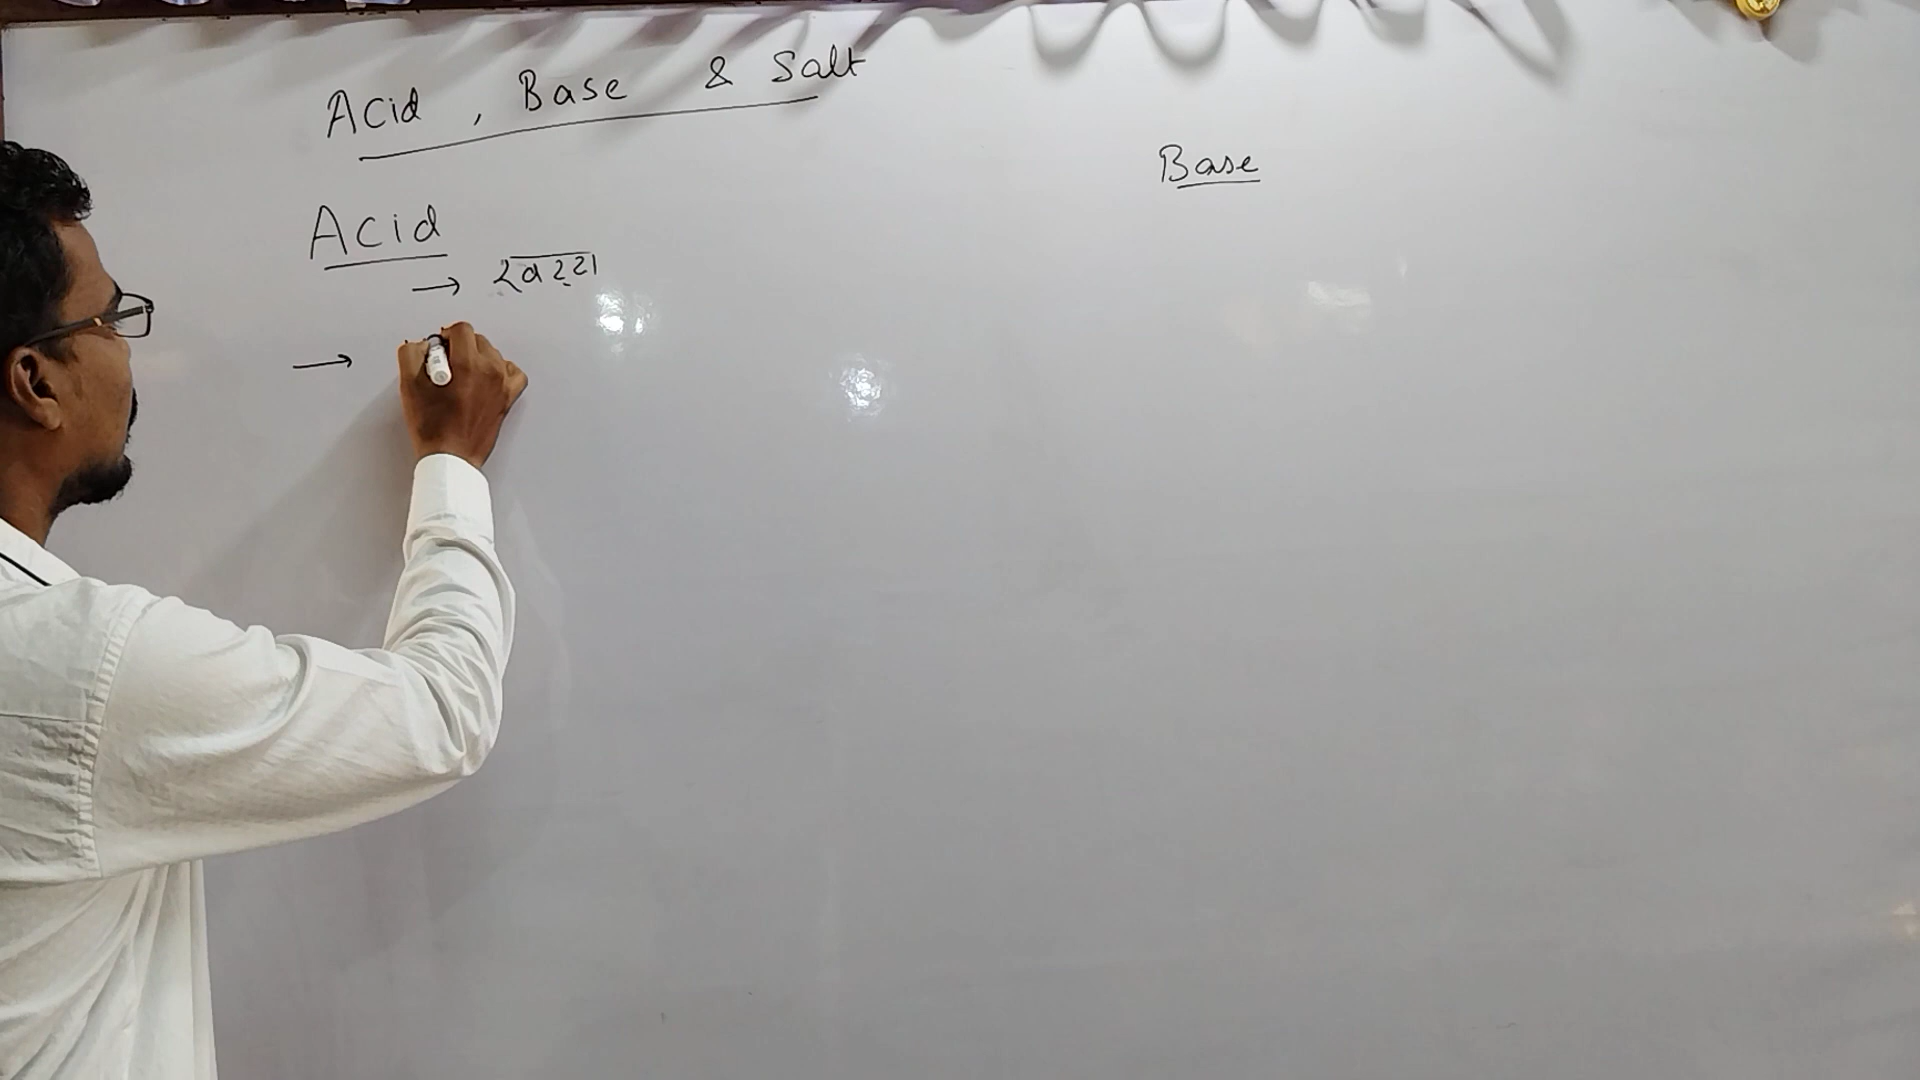 Acid, Base & Salt
Acid
→
→
Base